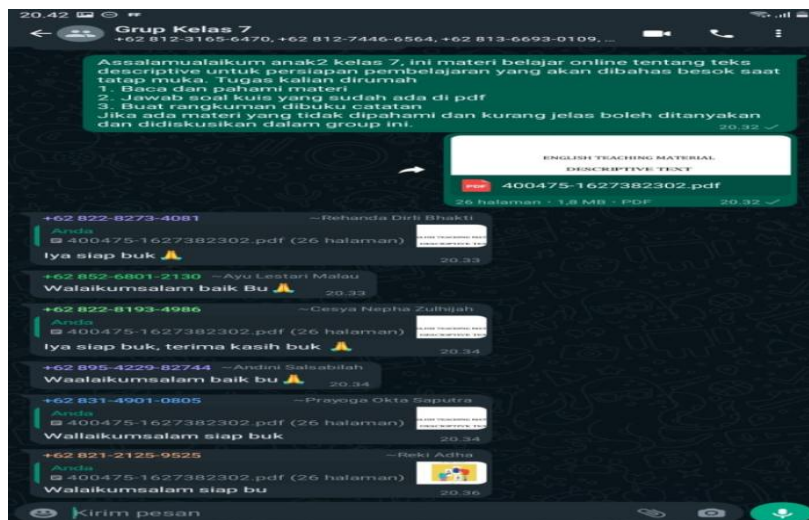 20.42
Grup Kelas 7
+62 812-3165-6470, +62 812-7446-6564, +62 813-6693-0109, ...
Assalamualaikum anak2 kelas 7, ini materi belajar online tentang teks
descriptive untuk persiapan pembelajaran yang akan dibahas besok saat
tatap muka. Tugas kalian dirumah
1. Baca dan pahami materi
2. Jawab soal kuis yang sudah ada di pdf
3. Buat rangkuman dibuku catatan
Jika ada materi yang tidak dipahami dan kurang jelas boleh ditanyakan
dan didiskusikan dalam group ini.
20.32
ENGLISH TEACHING MATERIAL
DESCRIPTIVE TEXT
PDF 400475-1627382302.pdf
26 halaman · 1,8 MB · PDF 20.32
+62 822-8273-4081 ~Rehanda Dirli Bhakti
Anda
400475-1627382302.pdf (26 halaman)
Iya siap buk 🙏
20.33
+62 852-6801-2130 ~Ayu Lestari Malau
Walaikumsalam baik Bu 🙏 20.33
+62 822-8193-4986 ~Cesya Nepha Zulhijah
Anda
400475-1627382302.pdf (26 halaman)
Iya siap buk, terima kasih buk 🙏
20.34
+62 895-4229-82744 ~Andini Salsabilah
Waalaikumsalam baik bu 🙏 20.34
+62 831-4901-0805 ~Prayoga Okta Saputra
Anda
400475-1627382302.pdf (26 halaman)
Wallaikumsalam siap buk
20.34
+62 821-2125-9525 ~Reki Adha
Anda
400475-1627382302.pdf (26 halaman)
Walaikumsalam siap bu
20.36
Kirim pesan